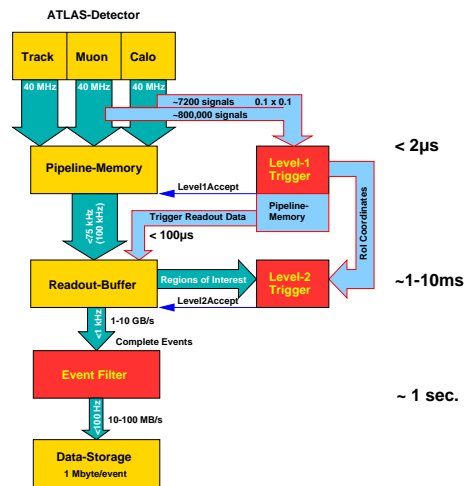 ATLAS-Detector
Track Muon Calo
40 MHz 40 MHz 40 MHz
~7200 signals 0.1 x 0.1
~800,000 signals
< 2µs
Pipeline-Memory
Level-1
Trigger
Level1Accept
Pipeline-
Memory
<75 kHz
(100 kHz)
Trigger Readout Data
< 100µs
RoI Coordinates
Readout-Buffer
Regions of Interest
Level-2
Trigger
~1-10ms
Level2Accept
<1 kHz
1-10 GB/s
Complete Events
Event Filter
~ 1 sec.
<100 Hz
10-100 MB/s
Data-Storage
1 Mbyte/event